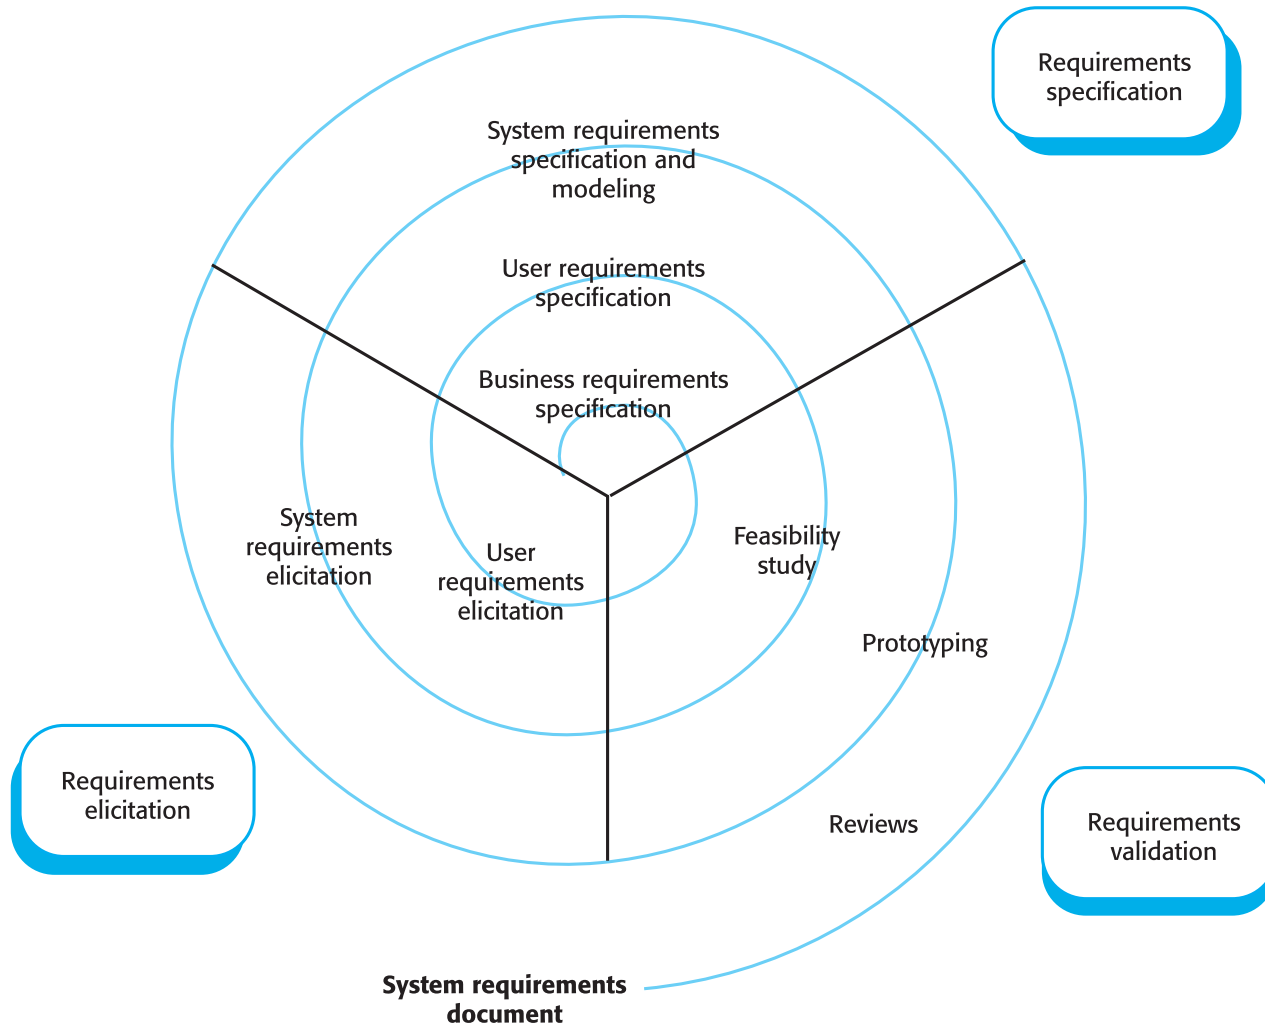 Requirements
specification
System requirements
specification and
modeling
User requirements
specification
Business requirements
specification
System
requirements
elicitation
User
requirements
elicitation
Feasibility
study
Prototyping
Reviews
Requirements
elicitation
Requirements
validation
System requirements
document